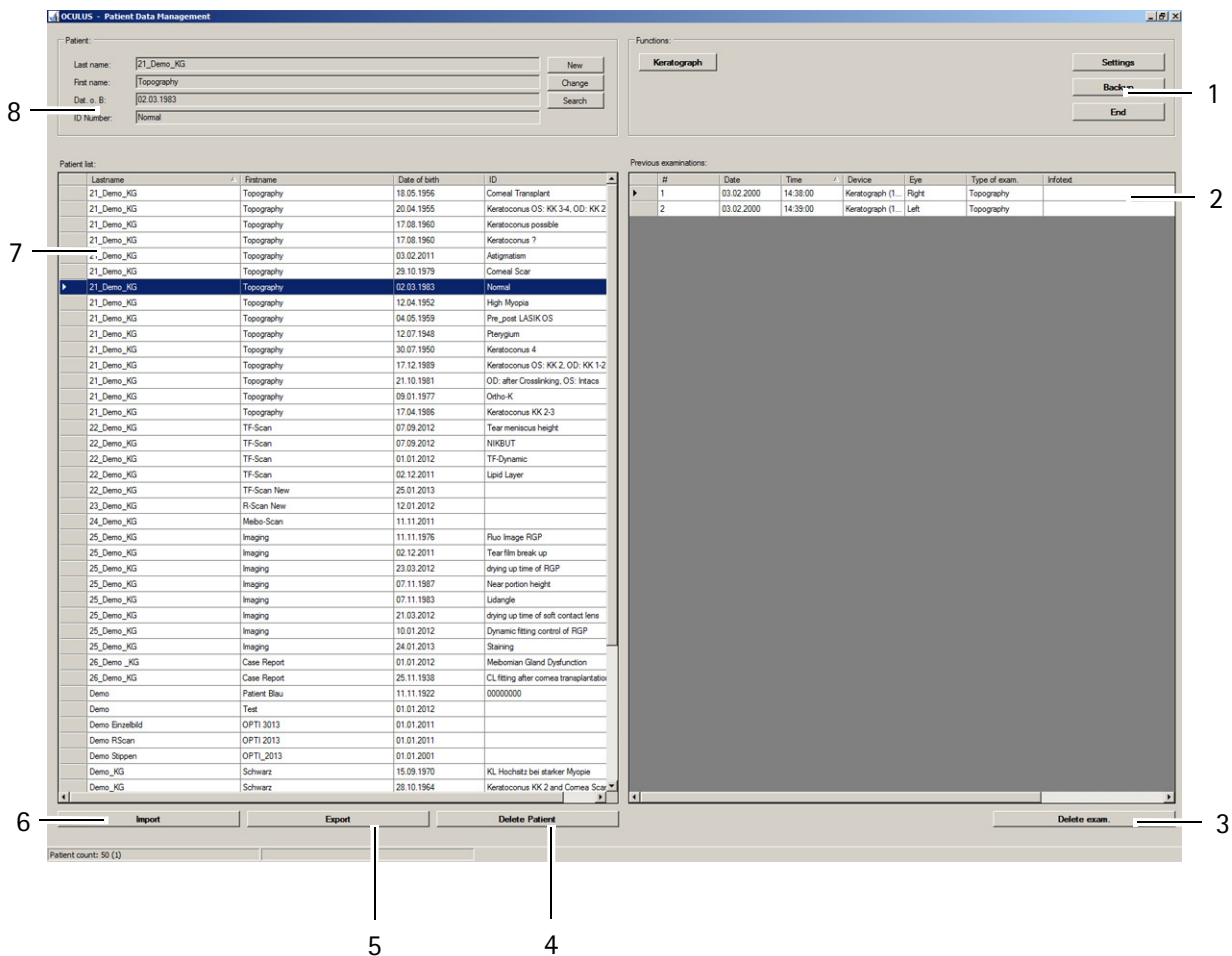 OCULUS - Patient Data Management
Patient:
Last name: 21_Demo_KG New
First name: Topography Change
Dat. o. B: 02.03.1983 Search
ID Number: Normal
8
Functions:
Keratograph Settings
Backup 1
End
Patient list:
Lastname Firstname Date of birth ID
21_Demo_KG Topography 18.05.1956 Corneal Transplant
21_Demo_KG Topography 20.04.1955 Keratoconus OS: KK 3-4, OD: KK 2
21_Demo_KG Topography 17.08.1960 Keratoconus possible
21_Demo_KG Topography 17.08.1960 Keratoconus ?
7 21_Demo_KG Topography 03.02.2011 Astigmatism
21_Demo_KG Topography 29.10.1979 Corneal Scar
21_Demo_KG Topography 02.03.1983 Normal
21_Demo_KG Topography 12.04.1952 High Myopia
21_Demo_KG Topography 04.05.1959 Pre_post LASIK OS
21_Demo_KG Topography 12.07.1948 Pterygium
21_Demo_KG Topography 30.07.1950 Keratoconus 4
21_Demo_KG Topography 17.12.1989 Keratoconus OS: KK 2, OD: KK 1-2
21_Demo_KG Topography 21.10.1981 OD: after Crosslinking, OS: Intacs
21_Demo_KG Topography 09.01.1977 Ortho-K
21_Demo_KG Topography 17.04.1986 Keratoconus KK 2-3
22_Demo_KG TF-Scan 07.09.2012 Tear meniscus height
22_Demo_KG TF-Scan 07.09.2012 NIKBUT
22_Demo_KG TF-Scan 01.01.2012 TF-Dynamic
22_Demo_KG TF-Scan 02.12.2011 Lipid Layer
22_Demo_KG TF-Scan New 25.01.2013
23_Demo_KG R-Scan New 12.01.2012
24_Demo_KG Meibo-Scan 11.11.2011
25_Demo_KG Imaging 11.11.1976 Fluo Image RGP
25_Demo_KG Imaging 02.12.2011 Tear film break up
25_Demo_KG Imaging 23.03.2012 drying up time of RGP
25_Demo_KG Imaging 07.11.1987 Near portion height
25_Demo_KG Imaging 07.11.1983 Lidangle
25_Demo_KG Imaging 21.03.2012 drying up time of soft contact lens
25_Demo_KG Imaging 10.01.2012 Dynamic fitting control of RGP
25_Demo_KG Imaging 24.01.2013 Staining
26_Demo _KG Case Report 01.01.2012 Meibomian Gland Dysfunction
26_Demo_KG Case Report 25.11.1938 CL fitting after cornea transplantatio
Demo Patient Blau 11.11.1922 00000000
Demo Test 01.01.2012
Demo Einzelbild OPTI 3013 01.01.2011
Demo RScan OPTI 2013 01.01.2011
Demo Stippen OPTI_2013 01.01.2001
Demo_KG Schwarz 15.09.1970 KL Hochsitz bei starker Myopie
Demo_KG Schwarz 28.10.1964 Keratoconus KK 2 and Cornea Scar
Previous examinations:
# Date Time Device Eye Type of exam. Infotext
1 03.02.2000 14:38:00 Keratograph (1... Right Topography
2 03.02.2000 14:39:00 Keratograph (1... Left Topography
2
6 Import Export Delete Patient
Delete exam. 3
Patient count: 50 (1)
5 4